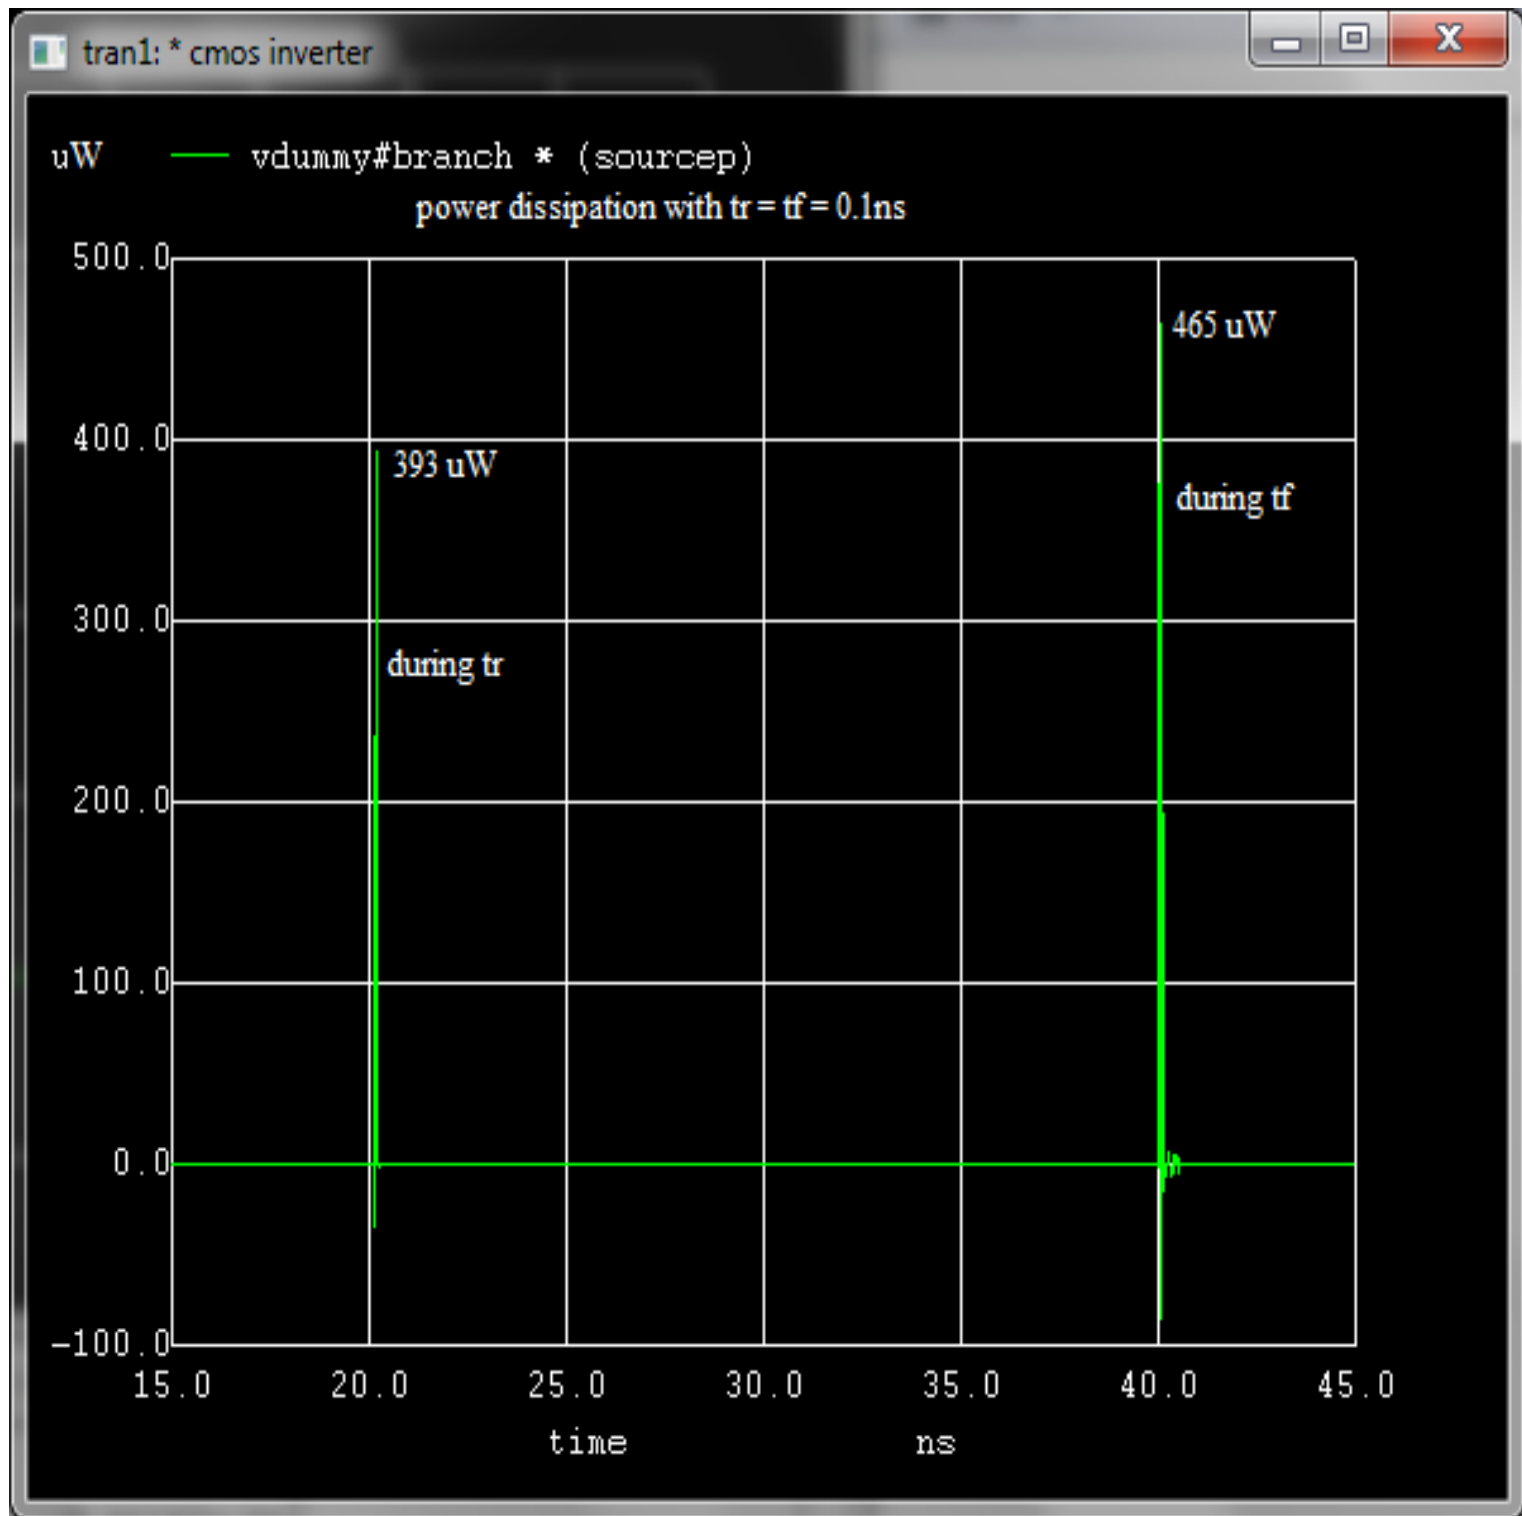 tran1: * cmos inverter
uW vdummy#branch * (sourcep)
power dissipation with tr = tf = 0.1ns
500.0
465 uW
400.0
393 uW
during tf
300.0
during tr
200.0
100.0
0.0
-100.0
15.0 20.0 25.0 30.0 35.0 40.0 45.0
time ns